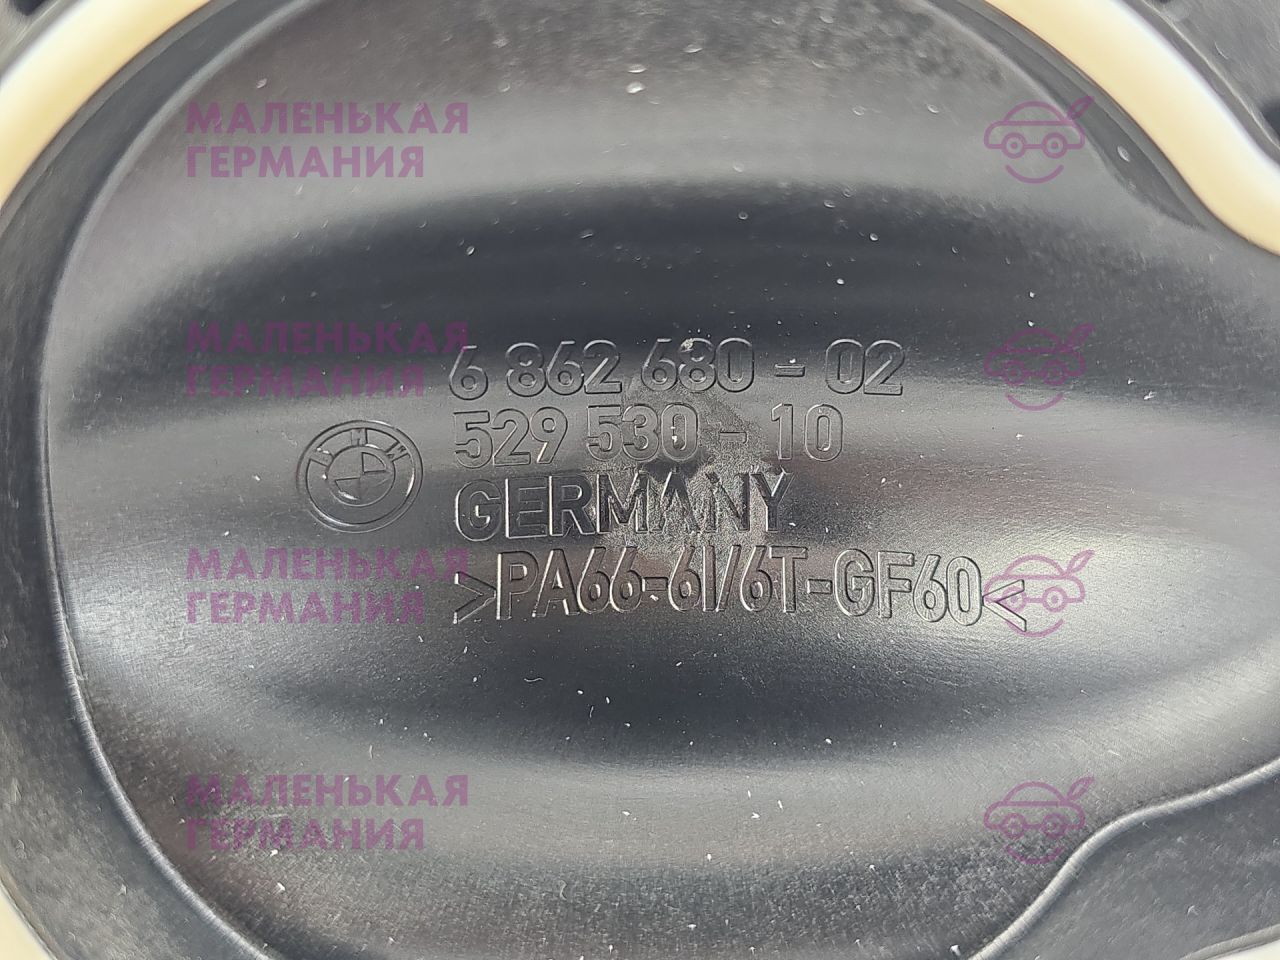 МАЛЕНЬКАЯ
ГЕРМАНИЯ
МАЛЕНЬКАЯ
ГЕРМАНИЯ
6 862 680-02
529 530-10
BMW
GERMANY
>PA66-6I/6T-GF60<
МАЛЕНЬКАЯ
ГЕРМАНИЯ
МАЛЕНЬКАЯ
ГЕРМАНИЯ